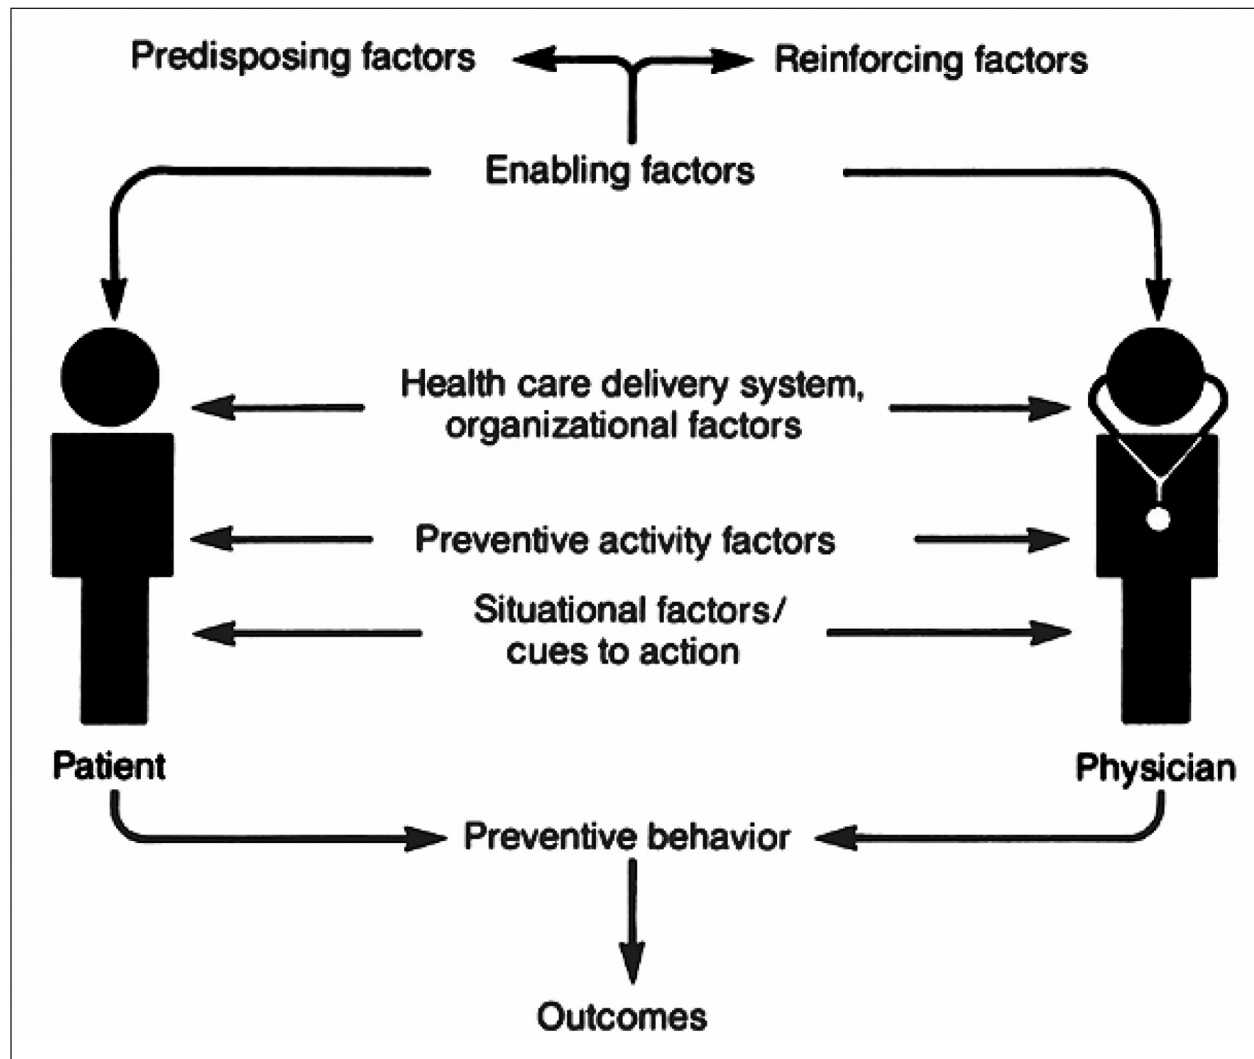 Predisposing factors
Reinforcing factors
Enabling factors
Health care delivery system,
organizational factors
Preventive activity factors
Situational factors/
cues to action
Patient
Physician
Preventive behavior
Outcomes